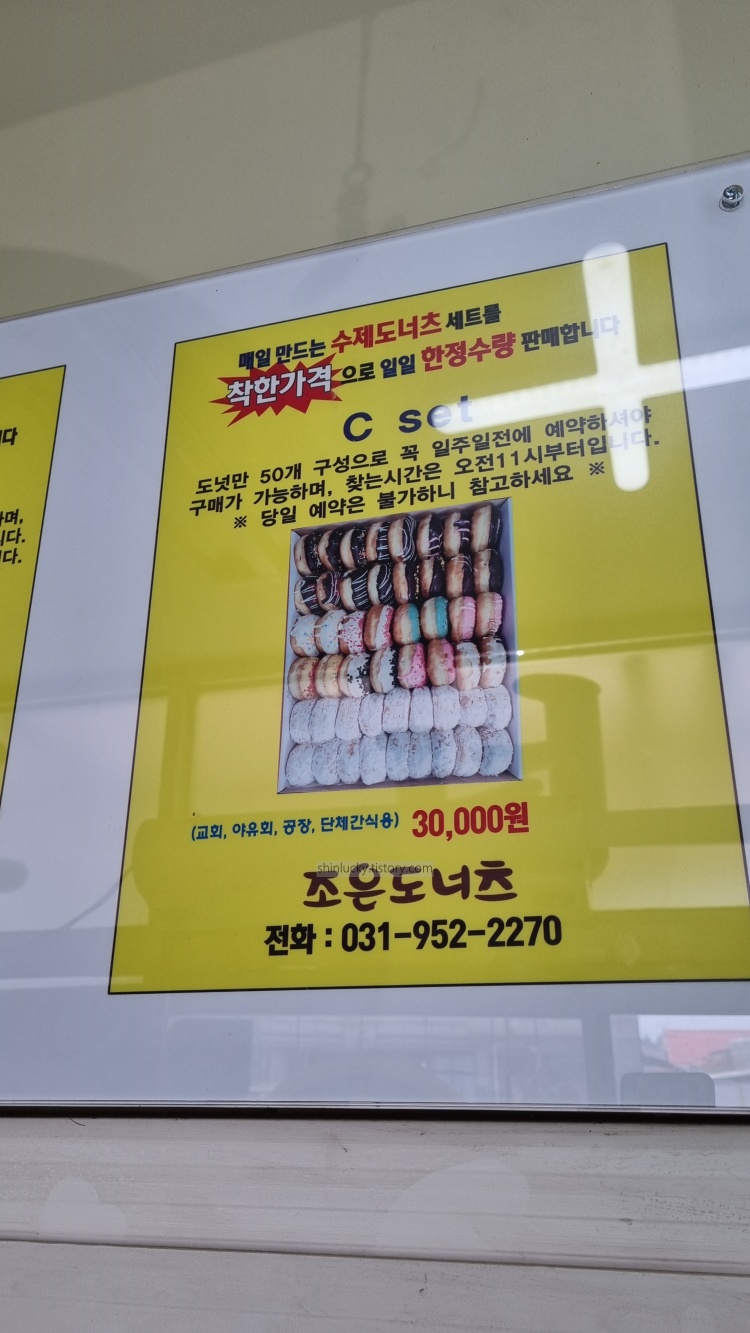 매일 만드는 수제도너츠 세트를
착한가격으로 일일 한정수량 판매합니다
C set
도넛만 50개 구성으로 꼭 일주일전에 예약하셔야
구매가 가능하며, 찾는시간은 오전11시부터입니다.
※ 당일 예약은 불가하니 참고하세요 ※
(교회, 야유회, 공장, 단체간식용) 30,000원
shinlucky.tistory.com
조은도너츠
전화 : 031-952-2270
다
며,
니다.
다.